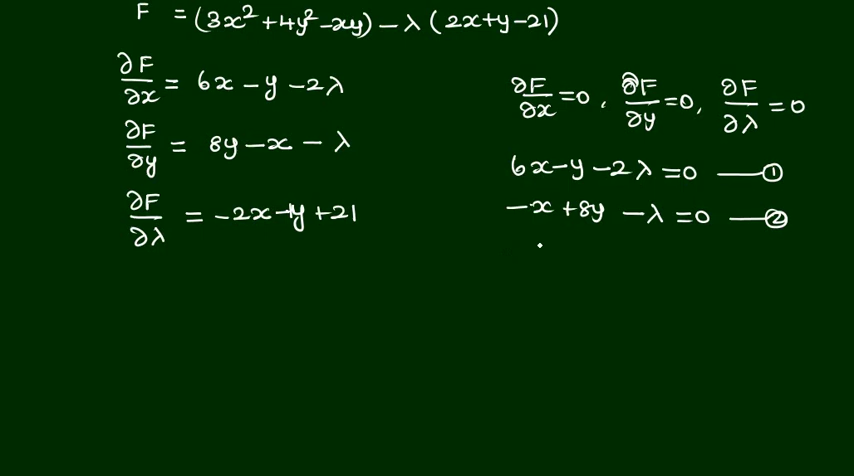 F = (3x² + 4y² - xy) - λ (2x+y-21)
∂F/∂x = 6x - y - 2λ
∂F/∂y = 8y - x - λ
∂F/∂λ = -2x - y + 21
∂F/∂x = 0, ∂F/∂y = 0, ∂F/∂λ = 0
6x - y - 2λ = 0 —①
-x + 8y - λ = 0 —②